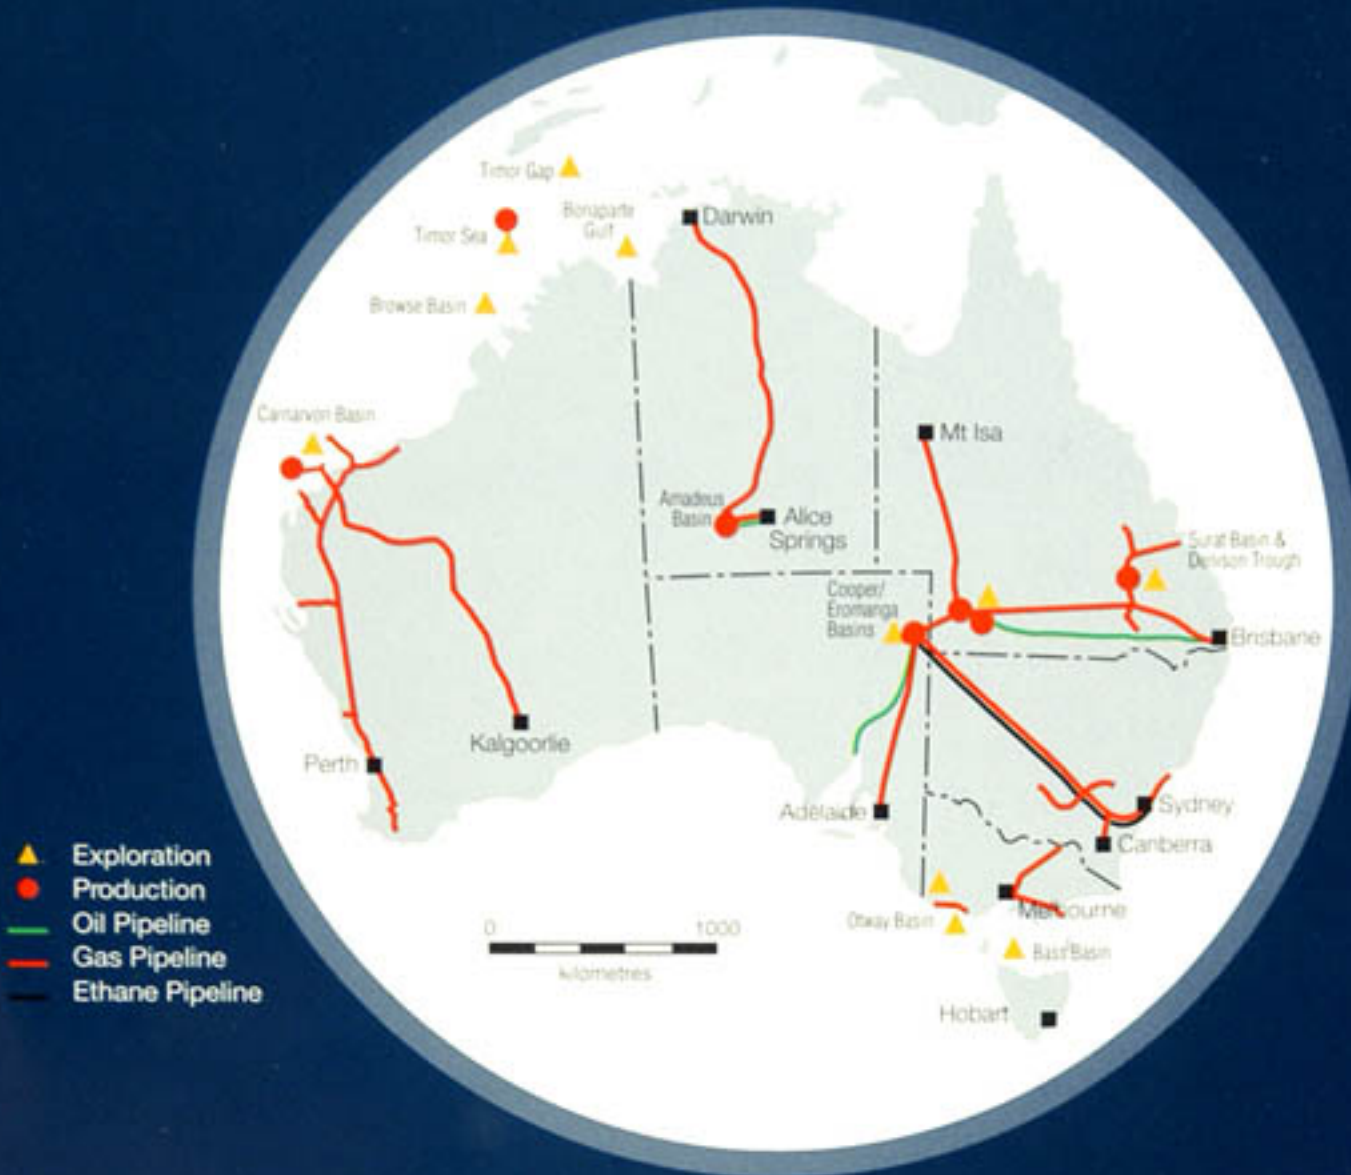 Timor Gap
Bonaparte
Gulf
Darwin
Timor Sea
Browse Basin
Carnarvon Basin
Mt Isa
Amadeus
Basin
Alice
Springs
Surat Basin &
Denison Trough
Cooper/
Eromanga
Basins
Brisbane
Kalgoorlie
Perth
Adelaide
Sydney
Canberra
Melbourne
Otway Basin
Bass Basin
Hobart
0 1000
kilometres
Exploration
Production
Oil Pipeline
Gas Pipeline
Ethane Pipeline